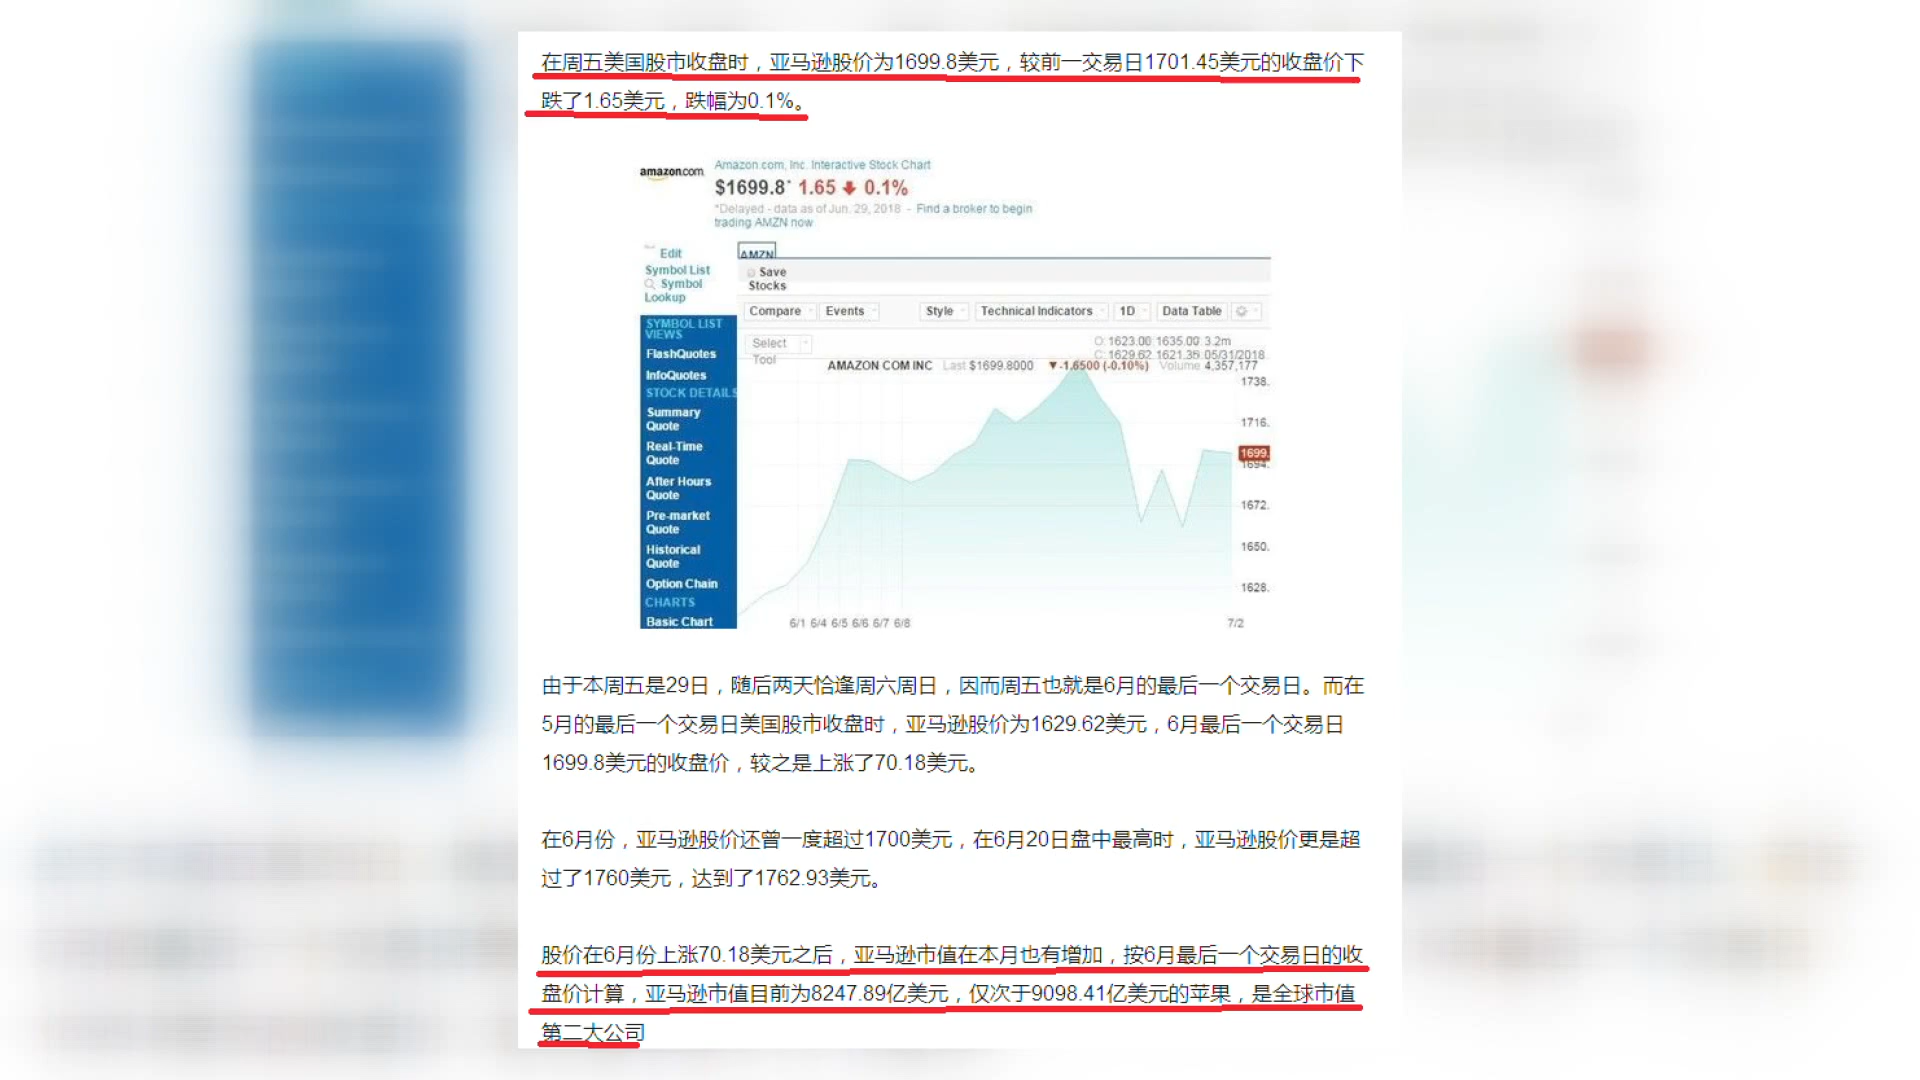 在周五美国股市收盘时，亚马逊股价为1699.8美元，较前一交易日1701.45美元的收盘价下
跌了1.65美元，跌幅为0.1%。
amazon.com
Amazon.com, Inc. Interactive Stock Chart
$1699.8* 1.65 0.1%
*Delayed - data as of Jun. 29, 2018 - Find a broker to begin
trading AMZN now
Edit
Symbol List
Symbol
Lookup
AMZN
Save
Stocks
Compare Events Style Technical Indicators 1D Data Table
Select
Tool
O: 1623.00 1635.00 3.2m
C: 1629.62 1621.35 05/31/2018
AMAZON COM INC Last $1699.8000 ▼-1.6500 (-0.10%) Volume 4,357,177
SYMBOL LIST
VIEWS
FlashQuotes
InfoQuotes
STOCK DETAILS
Summary
Quote
Real-Time
Quote
After Hours
Quote
Pre-market
Quote
Historical
Quote
Option Chain
CHARTS
Basic Chart
1738.
1716.
1699.
1694.
1672.
1650.
1628.
6/1 6/4 6/5 6/6 6/7 6/8 7/2
由于本周五是29日，随后两天恰逢周六周日，因而周五也就是6月的最后一个交易日。而在
5月的最后一个交易日美国股市收盘时，亚马逊股价为1629.62美元，6月最后一个交易日
1699.8美元的收盘价，较之是上涨了70.18美元。
在6月份，亚马逊股价还曾一度超过1700美元，在6月20日盘中最高时，亚马逊股价更是超
过了1760美元，达到了1762.93美元。
股价在6月份上涨70.18美元之后，亚马逊市值在本月也有增加，按6月最后一个交易日的收
盘价计算，亚马逊市值目前为8247.89亿美元，仅次于9098.41亿美元的苹果，是全球市值
第二大公司